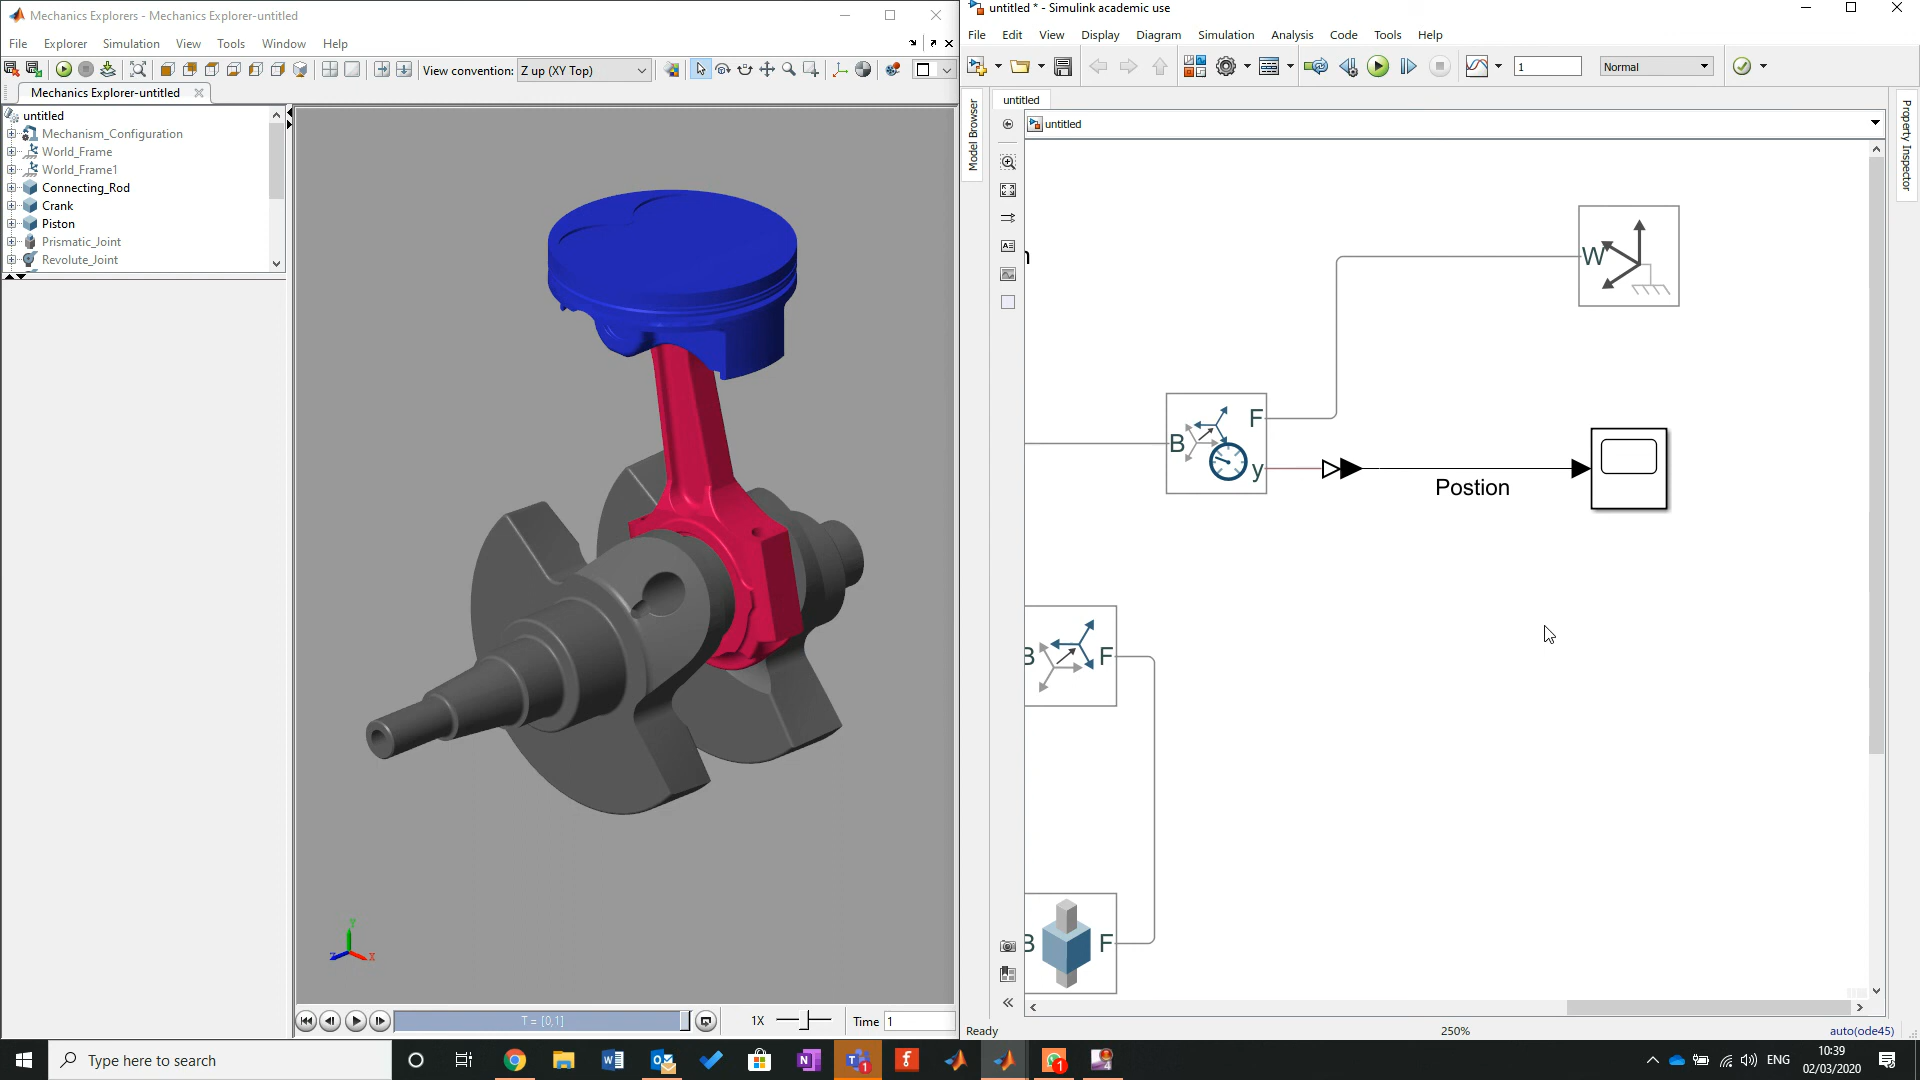 Mechanics Explorers - Mechanics Explorer-untitled
File Explorer Simulation View Tools Window Help
View convention: Z up (XY Top)
Mechanics Explorer-untitled
untitled
Mechanism_Configuration
World_Frame
World_Frame1
Connecting_Rod
Crank
Piston
Prismatic_Joint
Revolute_Joint
Y
Z X
T = [0,1]
1X
Time 1
untitled * - Simulink academic use
File Edit View Display Diagram Simulation Analysis Code Tools Help
1
Normal
untitled
Model Browser
untitled
Property Inspector
W
B F
y
Postion
B F
B F
Ready
250%
auto(ode45)
Type here to search
1
1
ENG
10:39
02/03/2020